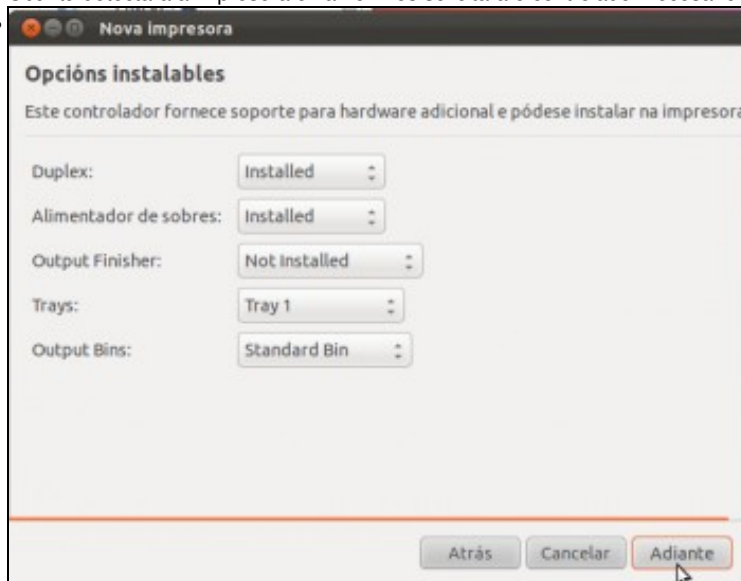 Nova impresora
Opcións instalables
Este controlador fornece soporte para hardware adicional e pódese instalar na impresora
Duplex: Installed
Alimentador de sobres: Installed
Output Finisher: Not Installed
Trays: Tray 1
Output Bins: Standard Bin
Atrás Cancelar Adiante